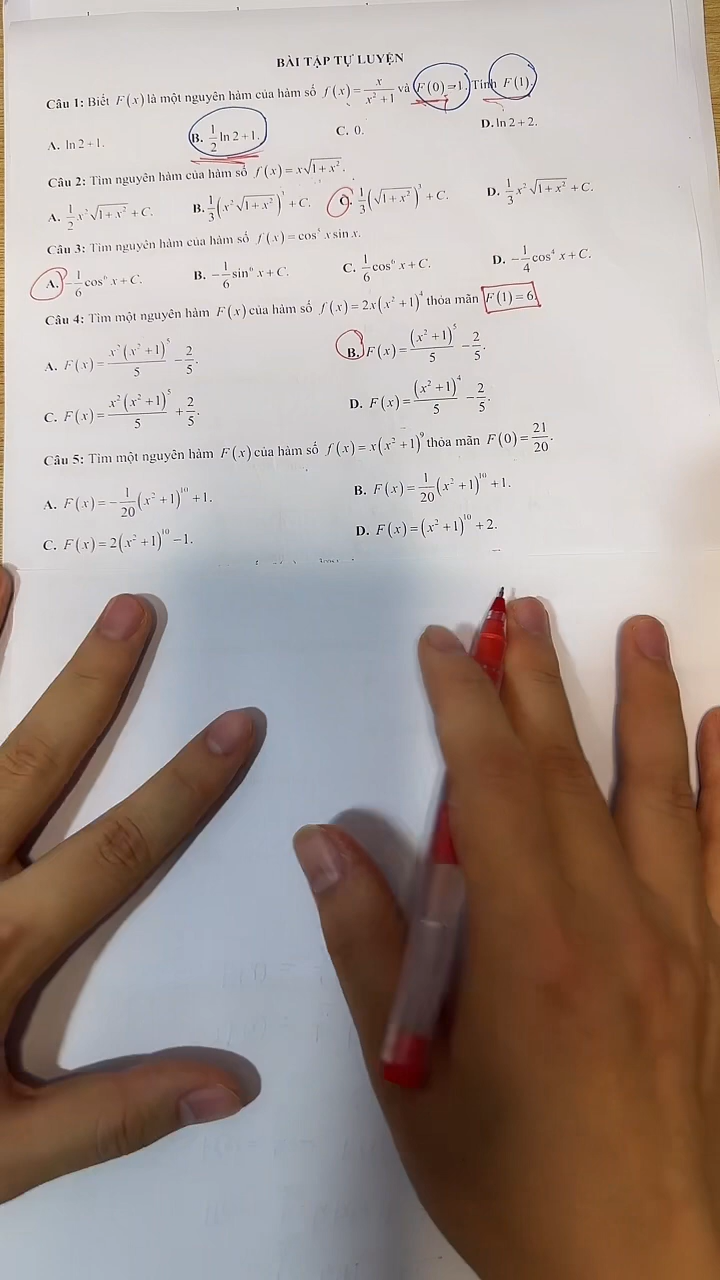 BÀI TẬP TỰ LUYỆN
Câu 1: Biết F(x) là một nguyên hàm của hàm số f(x) = x/(x² + 1) và F(0) = 1. Tính F(1).
A. ln 2 + 1. B. 1/2 ln 2 + 1. C. 0. D. ln 2 + 2.
Câu 2: Tìm nguyên hàm của hàm số f(x) = x√(1 + x²).
A. 1/2 x²√(1 + x²) + C. B. 1/3 (x²√(1 + x²))³ + C. C. 1/3 (√(1 + x²))³ + C. D. 1/3 x²√(1 + x²) + C.
Câu 3: Tìm nguyên hàm của hàm số f(x) = cos⁵ x sin x.
A. -1/6 cos⁶ x + C. B. -1/6 sin⁶ x + C. C. 1/6 cos⁶ x + C. D. -1/4 cos⁴ x + C.
Câu 4: Tìm một nguyên hàm F(x) của hàm số f(x) = 2x(x² + 1)⁴ thỏa mãn F(1) = 6.
A. F(x) = x²(x² + 1)⁵/5 - 2/5. B. F(x) = (x² + 1)⁵/5 - 2/5.
C. F(x) = x²(x² + 1)⁵/5 + 2/5. D. F(x) = (x² + 1)⁴/5 - 2/5.
Câu 5: Tìm một nguyên hàm F(x) của hàm số f(x) = x(x² + 1)⁹ thỏa mãn F(0) = 21/20.
A. F(x) = -1/20 (x² + 1)¹⁰ + 1. B. F(x) = 1/20 (x² + 1)¹⁰ + 1.
C. F(x) = 2(x² + 1)¹⁰ - 1. D. F(x) = (x² + 1)¹⁰ + 2.